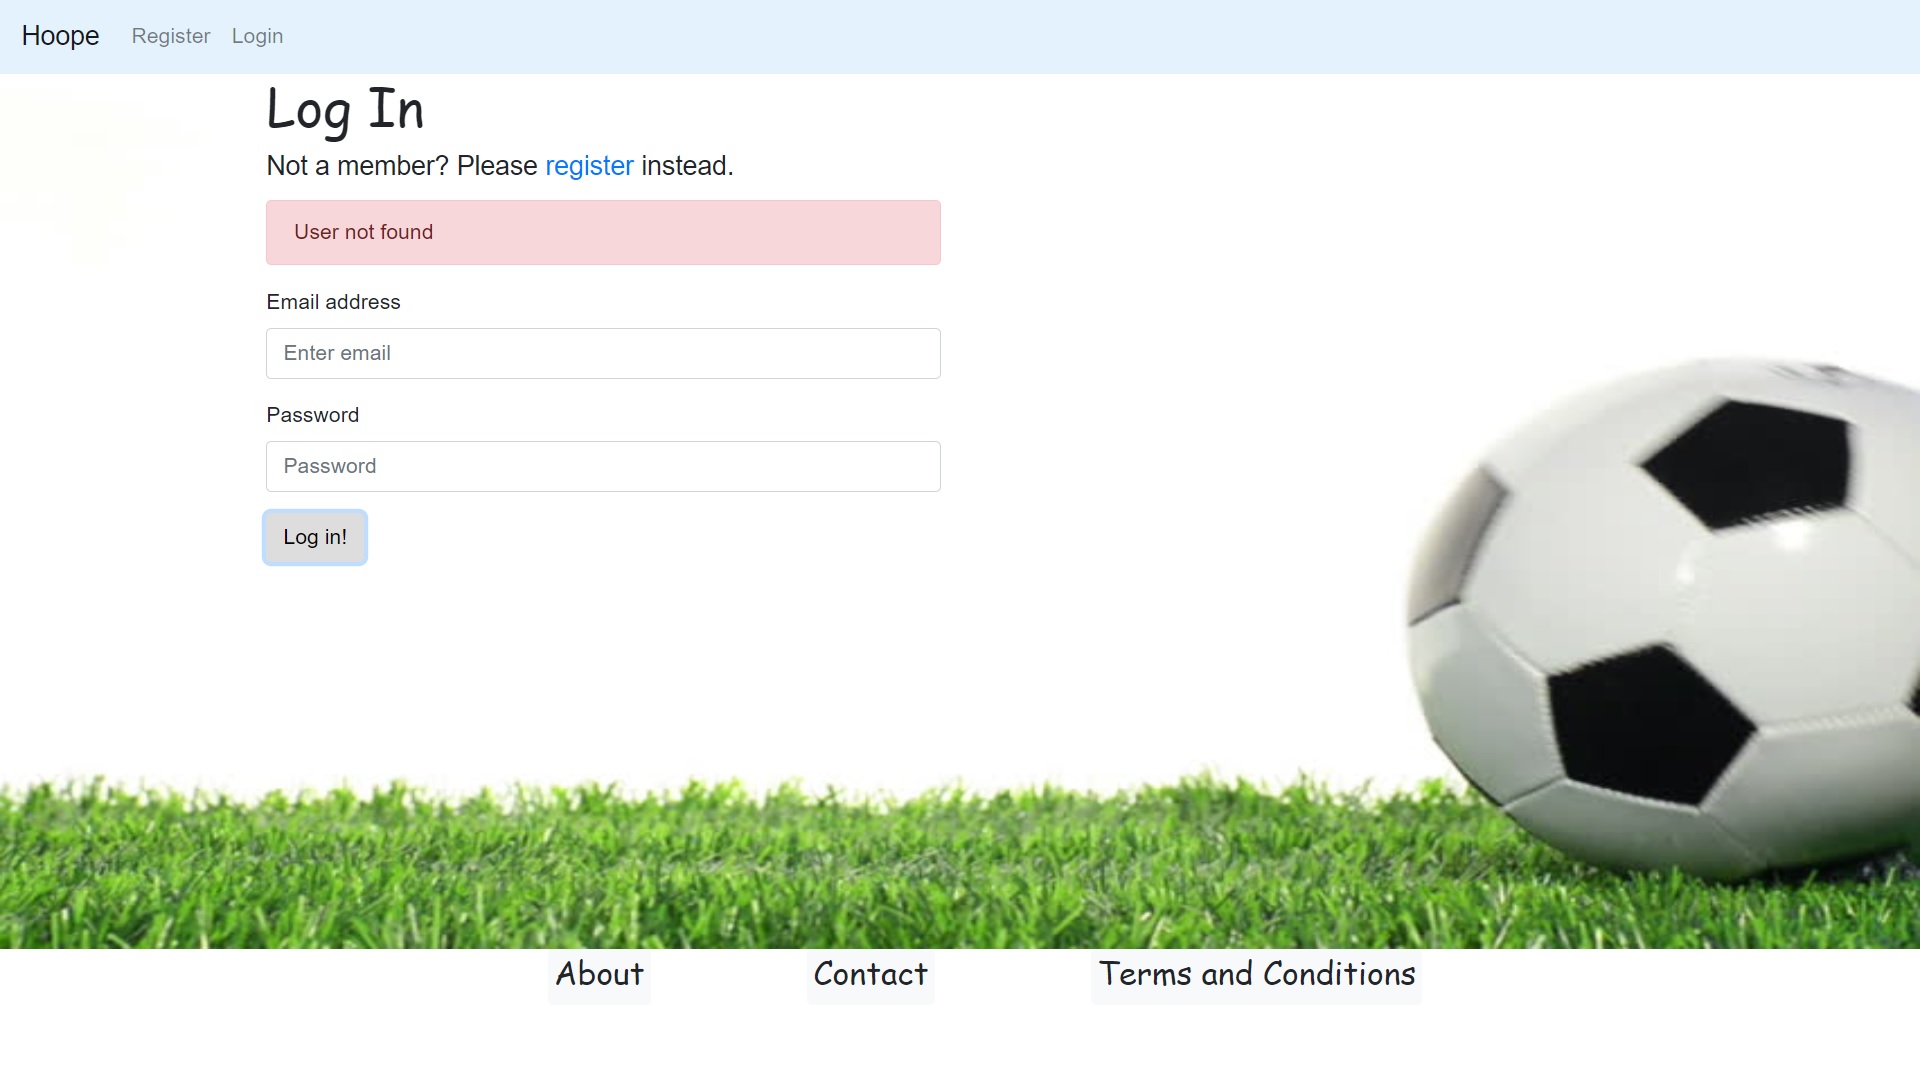 Hoope Register Login
Log In
Not a member? Please register instead.
User not found
Email address
Enter email
Password
Password
Log in!
About Contact Terms and Conditions